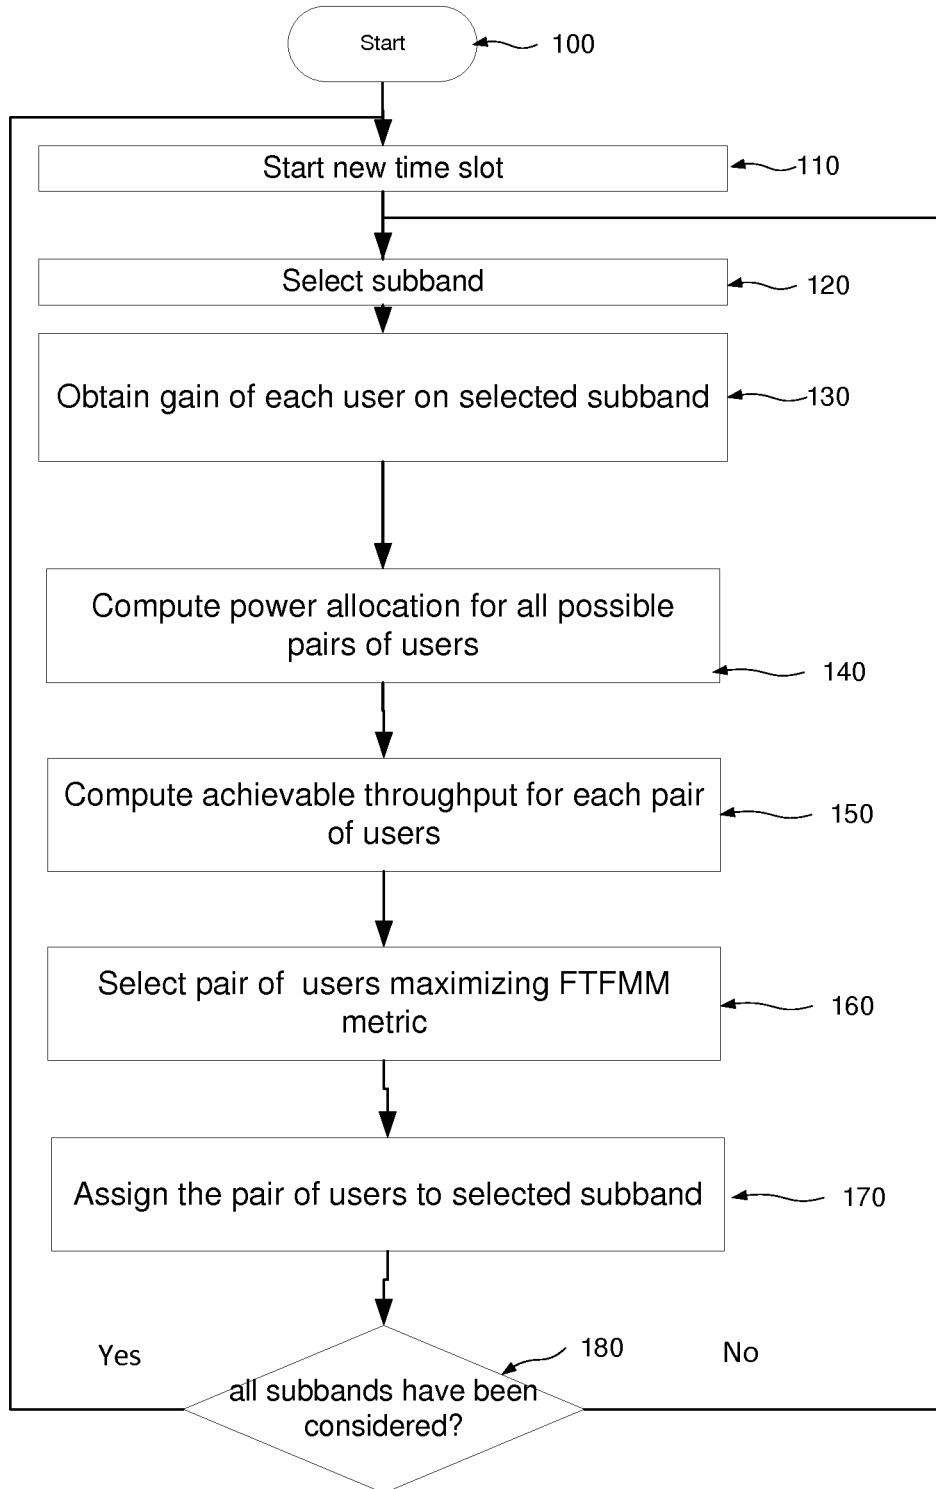 Start
100
Start new time slot
110
Select subband
120
Obtain gain of each user on selected subband
130
Compute power allocation for all possible
pairs of users
140
Compute achievable throughput for each pair
of users
150
Select pair of  users maximizing FTFMM
metric
160
Assign the pair of users to selected subband
170
Yes
180
No
all subbands have been
considered?